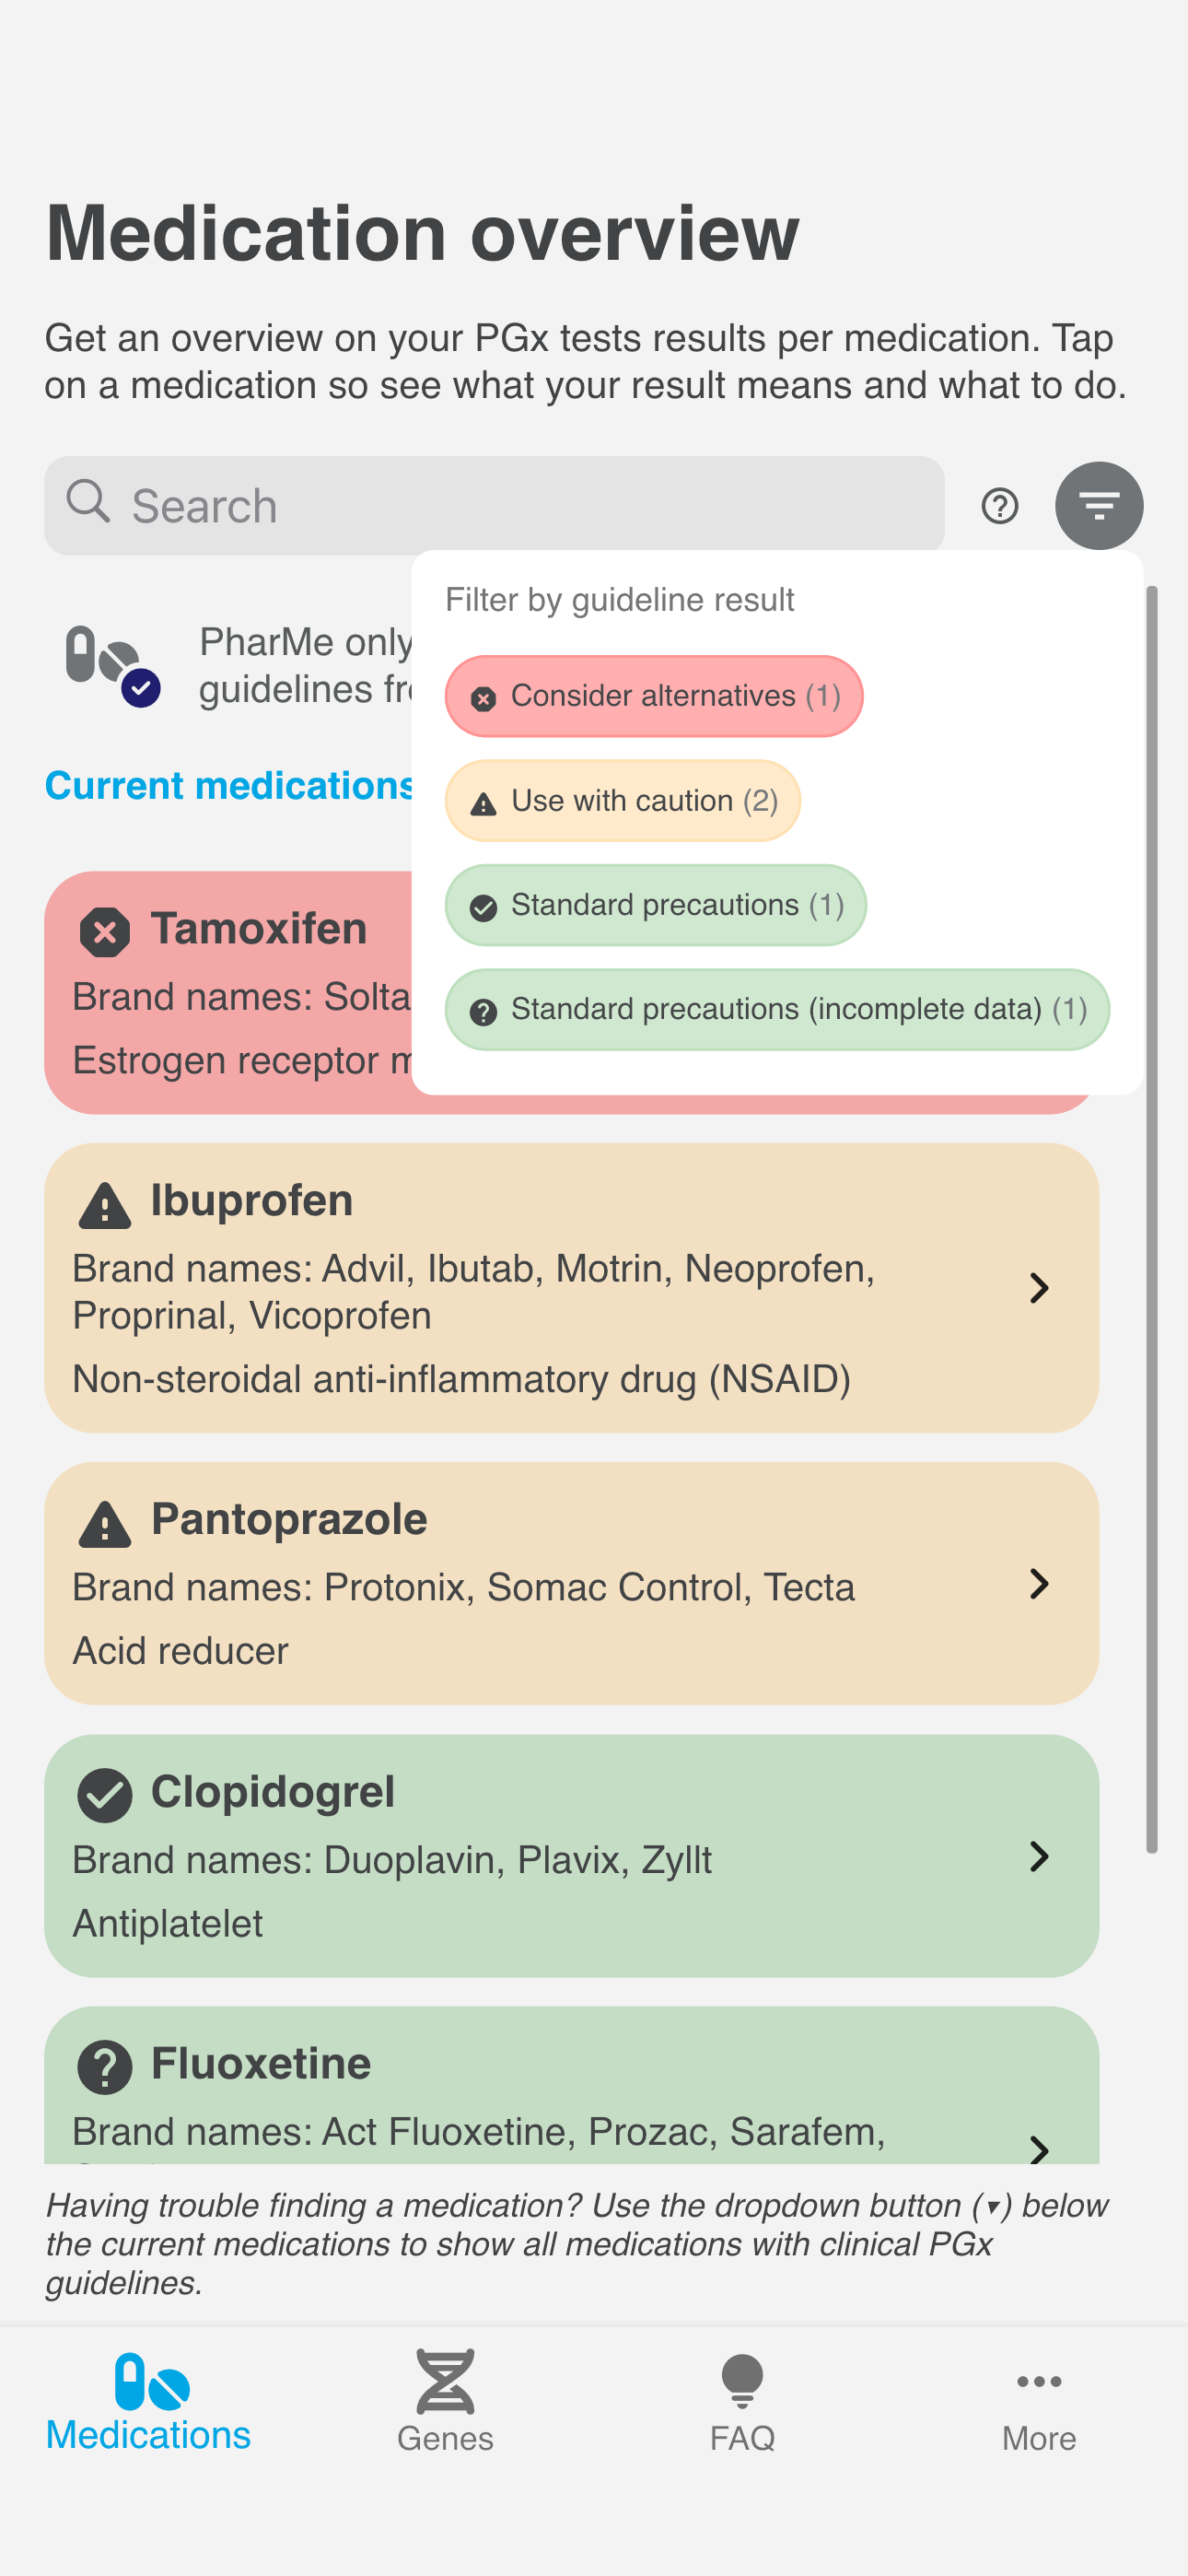 Medication overview
Get an overview on your PGx tests results per medication. Tap
on a medication so see what your result means and what to do.
Search
Filter by guideline result
PharMe only
guidelines
Consider alternatives (1)
Current medications
Use with caution (2)
Standard precautions (1)
Standard precautions (incomplete data) (1)
Tamoxifen
Brand names:
Estrogen receptor
Ibuprofen
Brand names: Advil, Ibutab, Motrin, Neoprofen,
Proprinal, Vicoprofen
Non-steroidal anti-inflammatory drug (NSAID)
Pantoprazole
Brand names: Protonix, Somac Control, Tecta
Acid reducer
Clopidogrel
Brand names: Duoplavin, Plavix, Zyllt
Antiplatelet
Fluoxetine
Brand names: Act Fluoxetine, Prozac, Sarafem,
Having trouble finding a medication? Use the dropdown button (▾) below
the current medications to show all medications with clinical PGx
guidelines.
Medications
Genes
FAQ
More